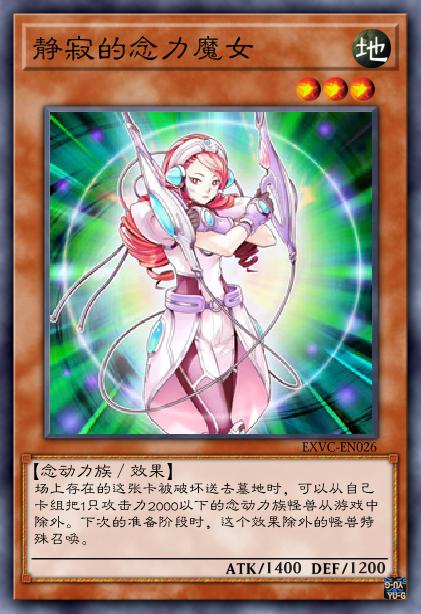 静寂的念力魔女
地
EXVC-EN026
【念动力族／效果】
场上存在的这张卡被破坏送去墓地时，可以从自己
卡组把1只攻击力2000以下的念动力族怪兽从游戏中
除外。下次的准备阶段时，这个效果除外的怪兽特
殊召唤。
ATK/1400 DEF/1200
YU-G